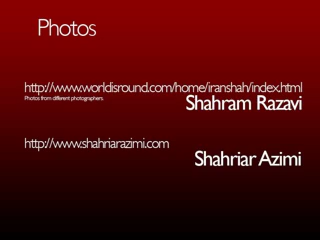 Photos
http://www.worldisround.com/home/iranshah/index.html
Photos from different photographers
Shahram Razavi
http://www.shahriarazimi.com
Shahriar Azimi